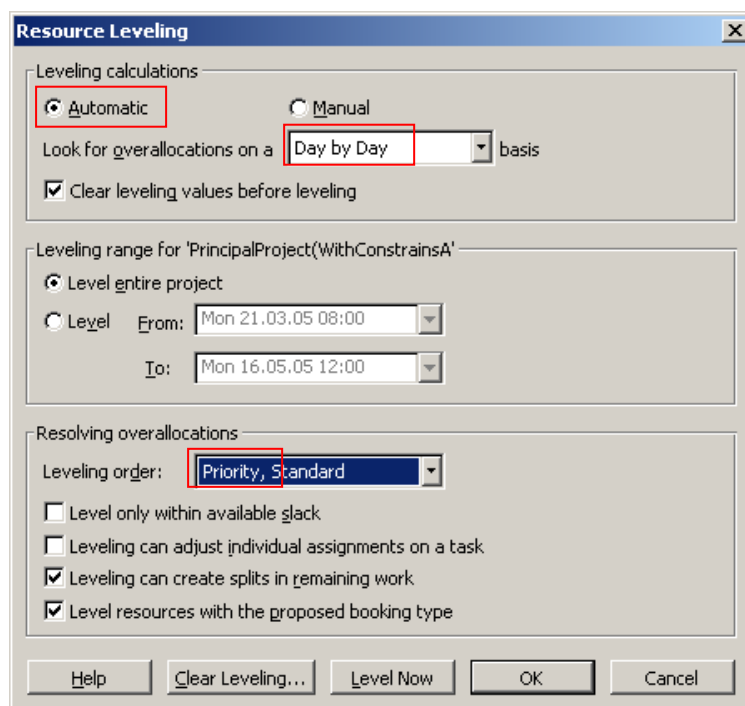 Resource Leveling
Leveling calculations
Automatic Manual
Look for overallocations on a Day by Day basis
Clear leveling values before leveling
Leveling range for 'PrincipalProject(WithConstrainsA'
Level entire project
Level From: Mon 21.03.05 08:00
To: Mon 16.05.05 12:00
Resolving overallocations
Leveling order: Priority, Standard
Level only within available slack
Leveling can adjust individual assignments on a task
Leveling can create splits in remaining work
Level resources with the proposed booking type
Help Clear Leveling... Level Now OK Cancel